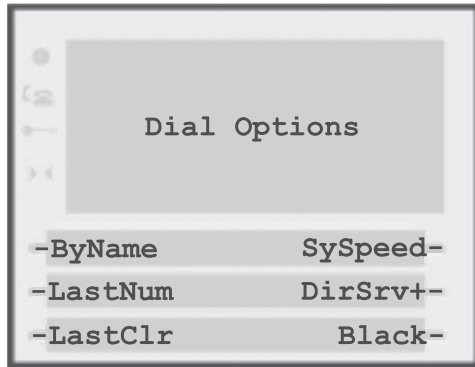 Dial Options
-ByName SySpeed-
-LastNum DirSrv+-
-LastClr Black-